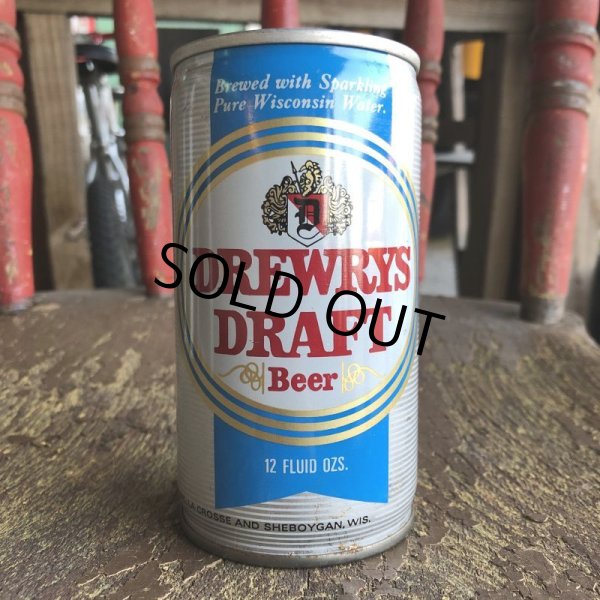 Brewed with Sparkling
Pure Wisconsin Water.
D
DREWRYS
SOLD OUT
DRAFT
Beer
12 FLUID OZS.
LA CROSSE AND SHEBOYGAN, WIS.